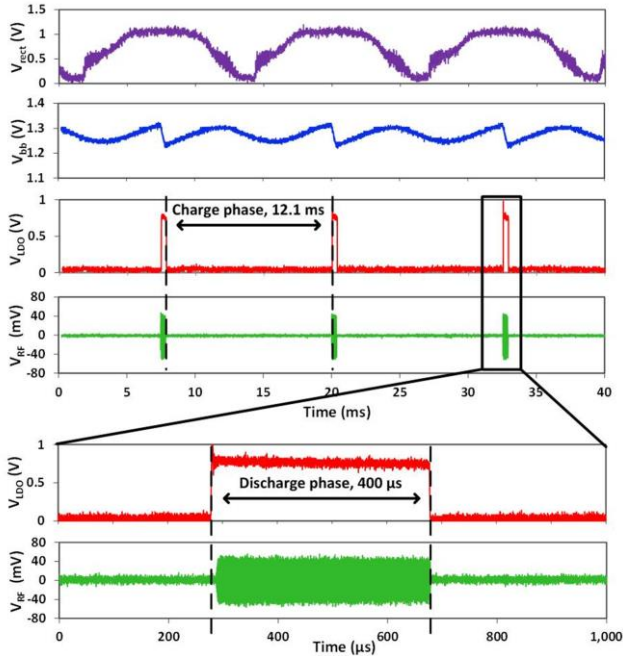 1.5
1
0.5
0
V_rect (V)
1.4
1.3
1.2
1.1
V_bb (V)
1
0.5
0
V_LDO (V)
Charge phase, 12.1 ms
80
40
0
-40
-80
V_RF (mV)
0 5 10 15 20 25 30 35 40
Time (ms)
1
0.5
0
V_LDO (V)
Discharge phase, 400 µs
80
40
0
-40
-80
V_RF (mV)
0 200 400 600 800 1,000
Time (µs)